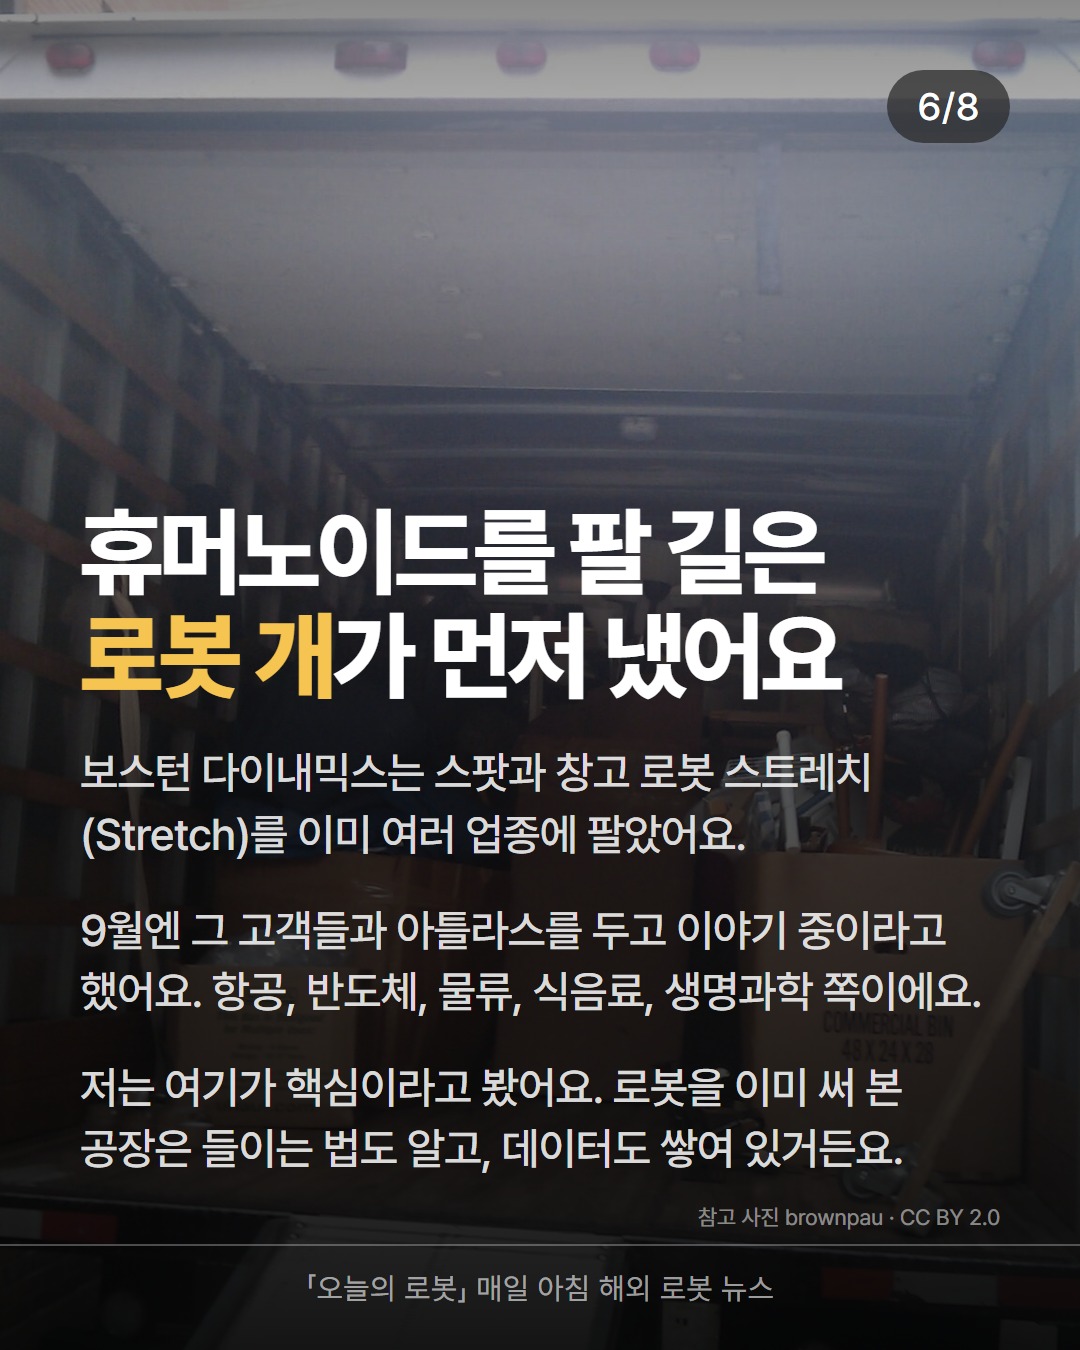 6/8
휴머노이드를 팔 길은
로봇 개가 먼저 냈어요
보스턴 다이내믹스는 스팟과 창고 로봇 스트레치
(Stretch)를 이미 여러 업종에 팔았어요.
9월엔 그 고객들과 아틀라스를 두고 이야기 중이라고
했어요. 항공, 반도체, 물류, 식음료, 생명과학 쪽이에요.
COMMERCIAL BIN
48 X 24 X 28
저는 여기가 핵심이라고 봤어요. 로봇을 이미 써 본
공장은 들이는 법도 알고, 데이터도 쌓여 있거든요.
참고 사진 brownpau · CC BY 2.0
「오늘의 로봇」 매일 아침 해외 로봇 뉴스